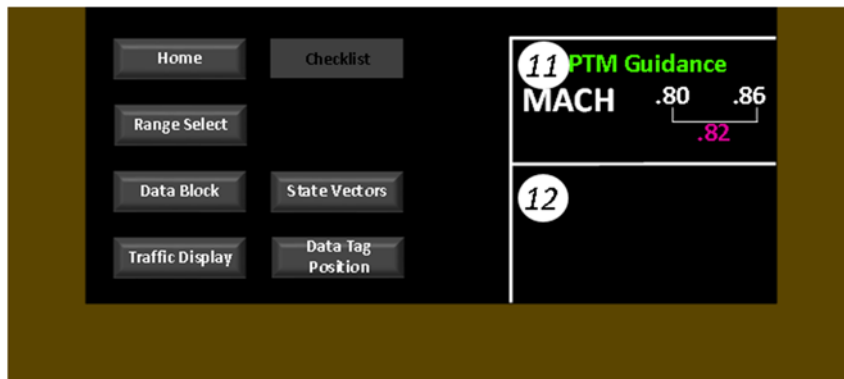 Home
Checklist
Range Select
Data Block
State Vectors
Traffic Display
Data Tag
Position
11 PTM Guidance
MACH .80 .86
.82
12